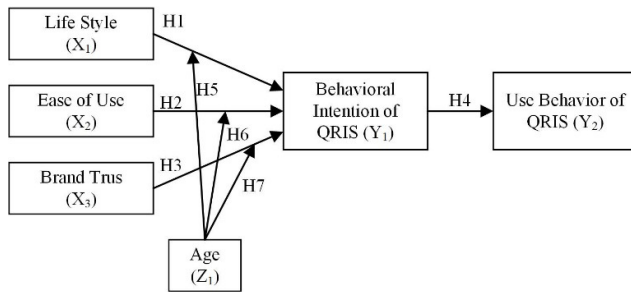 Life Style
(X1)
H1
Ease of Use
(X2)
H2
H5
Behavioral
Intention of
QRIS (Y1)
H4
Use Behavior of
QRIS (Y2)
H6
Brand Trus
(X3)
H3
H7
Age
(Z1)